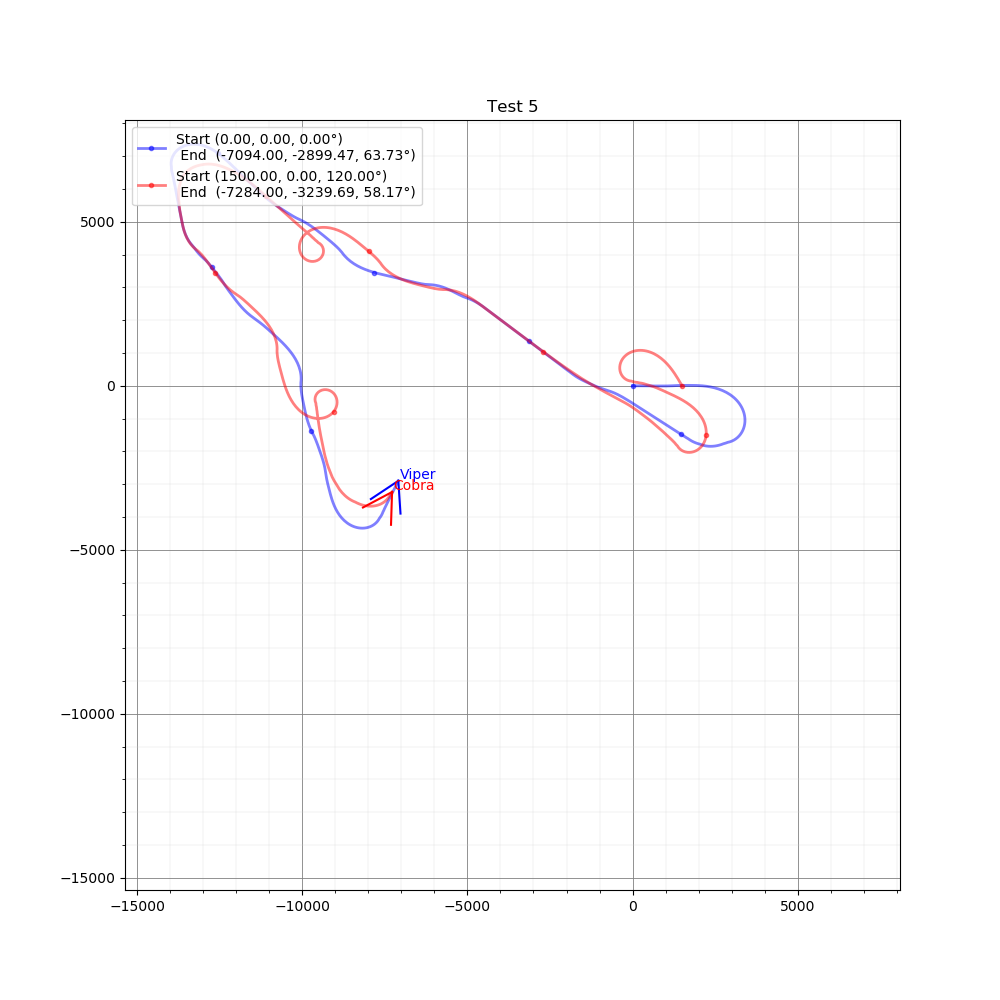 Test 5
Start (0.00, 0.00, 0.00°)
End (-7094.00, -2899.47, 63.73°)
Start (1500.00, 0.00, 120.00°)
End (-7284.00, -3239.69, 58.17°)
5000
0
−5000
−10000
−15000
Viper
Cobra
−15000
−10000
−5000
0
5000